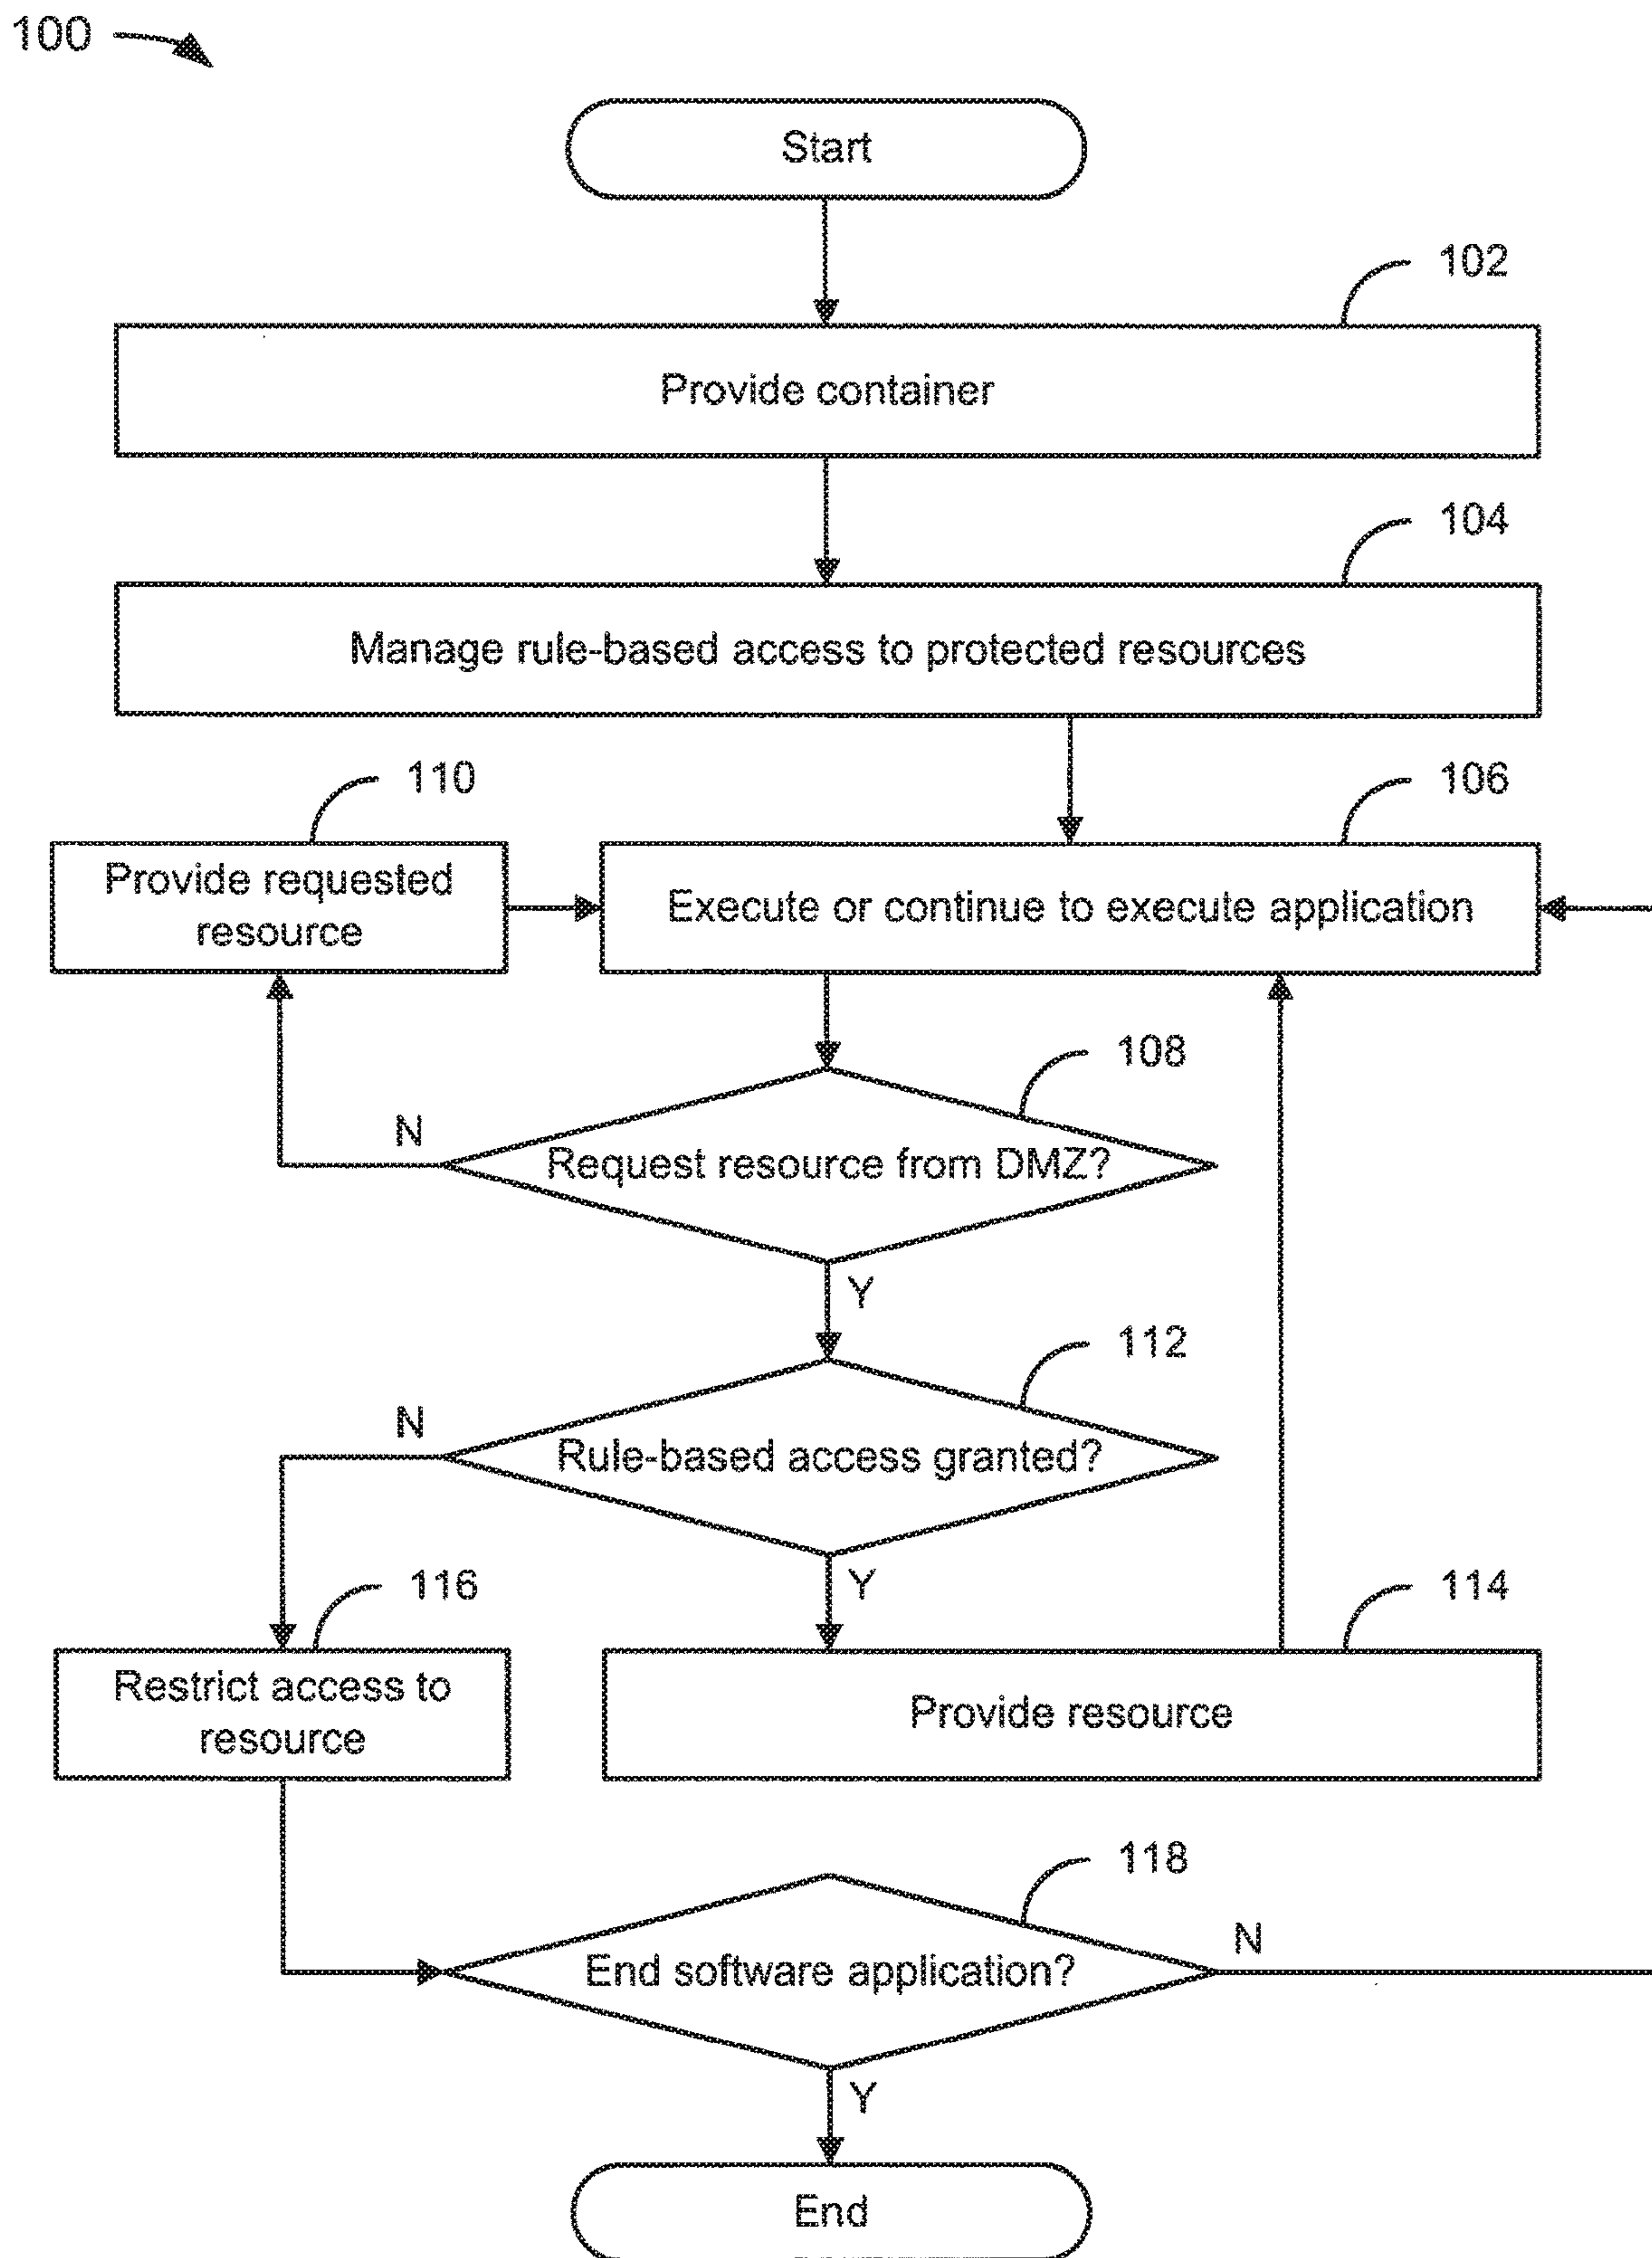 100
Start
102
Provide container
104
Manage rule-based access to protected resources
110
106
Provide requested
resource
Execute or continue to execute application
108
N
Request resource from DMZ?
Y
112
N
Rule-based access granted?
Y
116
114
Restrict access to
resource
Provide resource
118
N
End software application?
Y
End